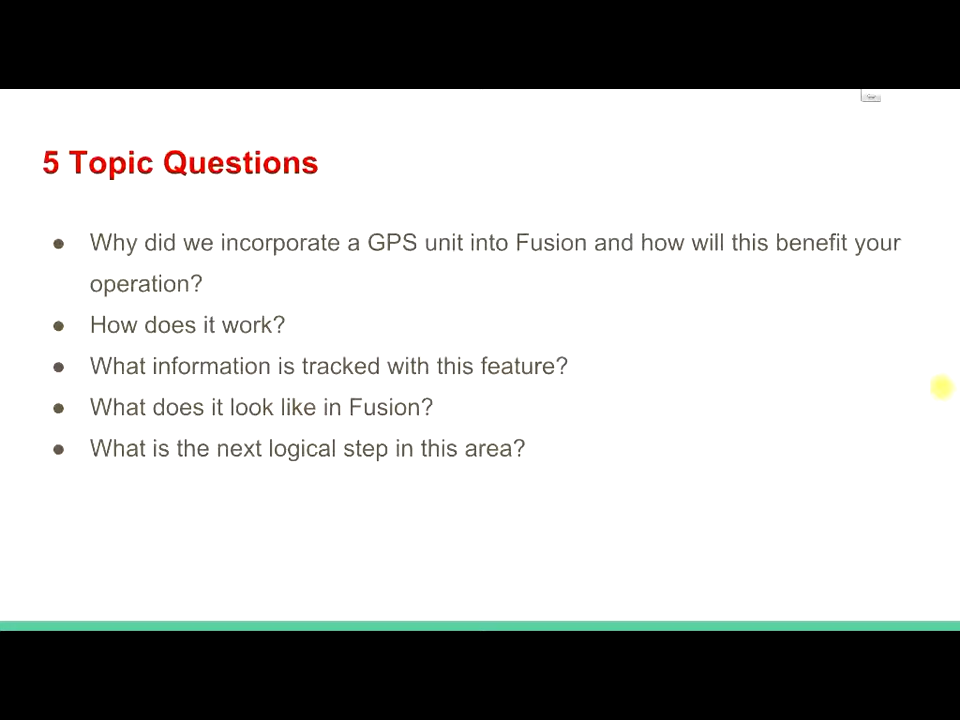 5 Topic Questions
● Why did we incorporate a GPS unit into Fusion and how will this benefit your
operation?
● How does it work?
● What information is tracked with this feature?
● What does it look like in Fusion?
● What is the next logical step in this area?